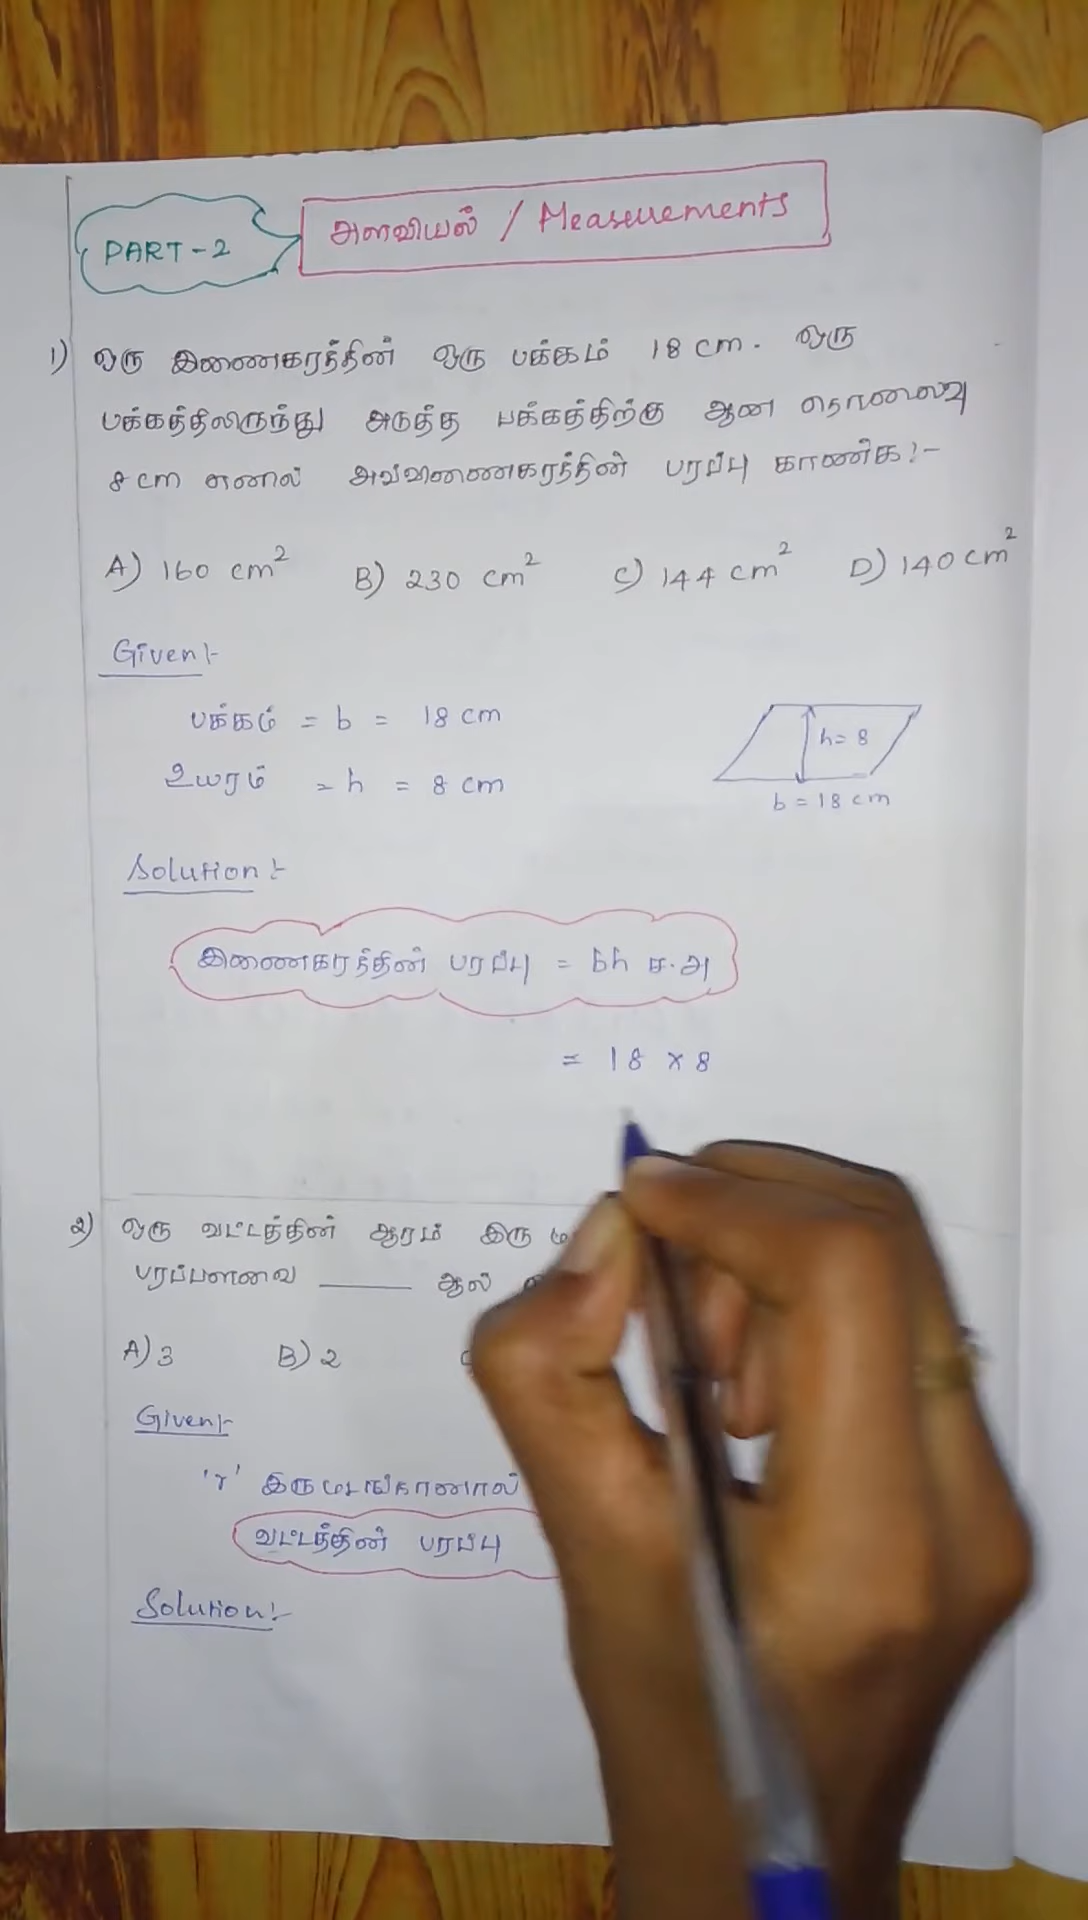 PART-2
அளவியல் / Measurements
1) ஒரு இணைகரத்தின் ஒரு பக்கம் 18 cm. ஒரு
பக்கத்திலிருந்து அடுத்த பக்கத்திற்கு ஆன தொலைவு
8 cm எனில் அவ்விணைகரத்தின் பரப்பு காண்க:-
A) 160 cm² B) 230 cm² C) 144 cm² D) 140 cm²
Given:-
பக்கம் = b = 18 cm
உயரம் = h = 8 cm
h = 8
b = 18 cm
Solution:-
இணைகரத்தின் பரப்பு = bh ச.அ
= 18 × 8
2) ஒரு வட்டத்தின் ஆரம் இரு
பரப்பளவை _____ ஆல்
A) 3 B) 2
Given:-
'r' இருமடங்கானால்
வட்டத்தின் பரப்பு
Solution:-